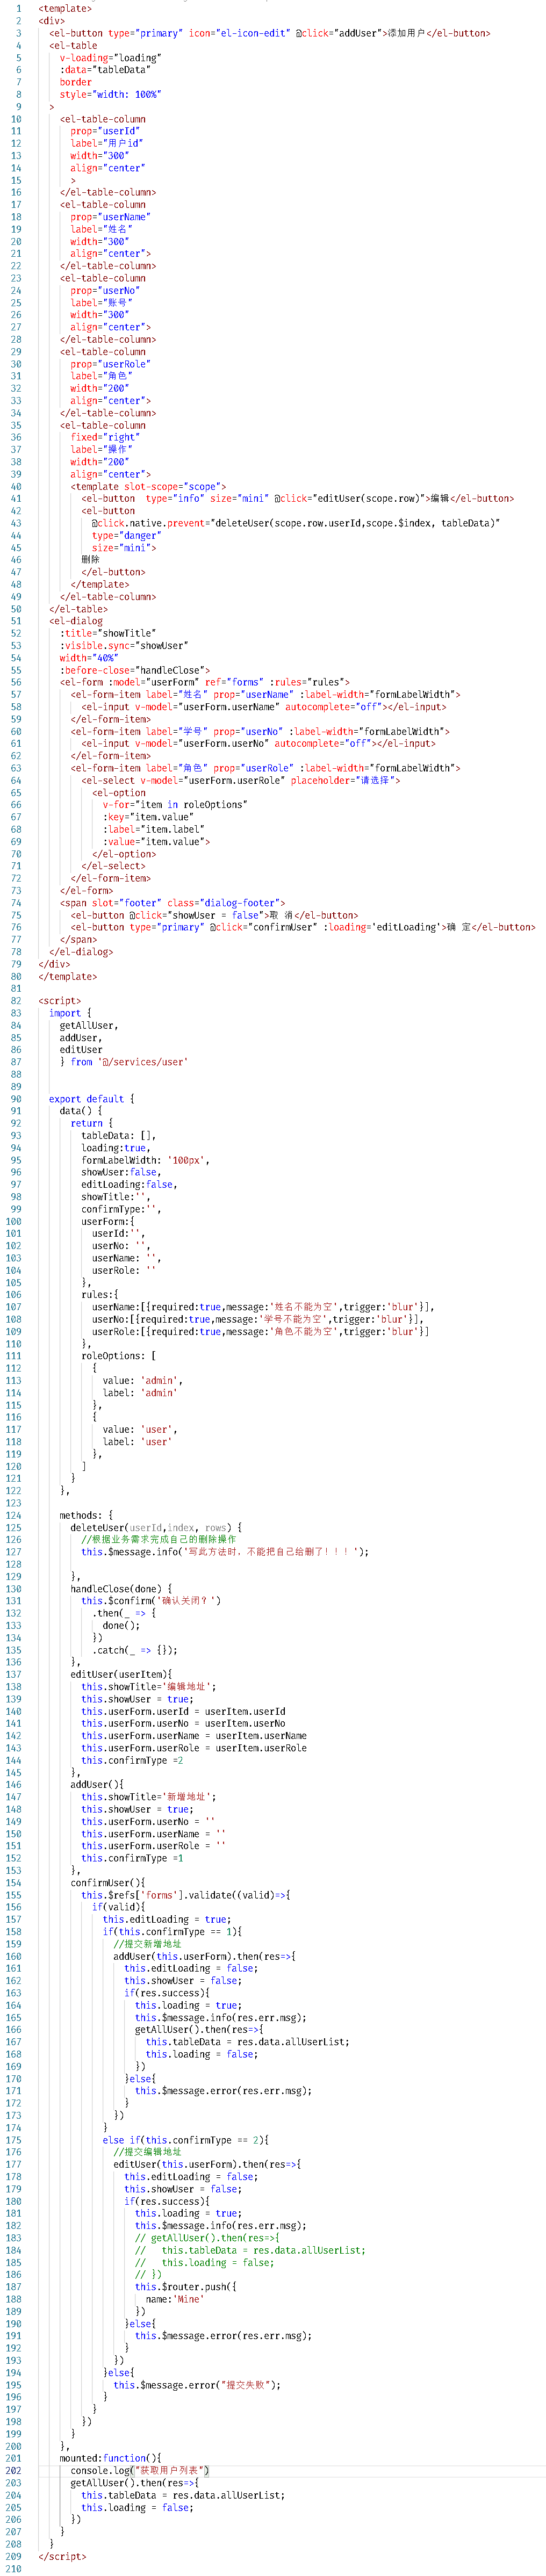 1 <template>
2 <div>
3 <el-button type="primary" icon="el-icon-edit" @click="addUser">添加用户</el-button>
4 <el-table
5 v-loading="loading"
6 :data="tableData"
7 border
8 style="width: 100%"
9 >
10 <el-table-column
11 prop="userId"
12 label="用户id"
13 width="300"
14 align="center"
15 >
16 </el-table-column>
17 <el-table-column
18 prop="userName"
19 label="姓名"
20 width="300"
21 align="center">
22 </el-table-column>
23 <el-table-column
24 prop="userNo"
25 label="账号"
26 width="300"
27 align="center">
28 </el-table-column>
29 <el-table-column
30 prop="userRole"
31 label="角色"
32 width="200"
33 align="center">
34 </el-table-column>
35 <el-table-column
36 fixed="right"
37 label="操作"
38 width="200"
39 align="center">
40 <template slot-scope="scope">
41 <el-button  type="info" size="mini" @click="editUser(scope.row)">编辑</el-button>
42 <el-button
43 @click.native.prevent="deleteUser(scope.row.userId,scope.$index, tableData)"
44 type="danger"
45 size="mini">
46 删除
47 </el-button>
48 </template>
49 </el-table-column>
50 </el-table>
51 <el-dialog
52 :title="showTitle"
53 :visible.sync="showUser"
54 width="40%"
55 :before-close="handleClose">
56 <el-form :model="userForm" ref="forms" :rules="rules">
57 <el-form-item label="姓名" prop="userName" :label-width="formLabelWidth">
58 <el-input v-model="userForm.userName" autocomplete="off"></el-input>
59 </el-form-item>
60 <el-form-item label="学号" prop="userNo" :label-width="formLabelWidth">
61 <el-input v-model="userForm.userNo" autocomplete="off"></el-input>
62 </el-form-item>
63 <el-form-item label="角色" prop="userRole" :label-width="formLabelWidth">
64 <el-select v-model="userForm.userRole" placeholder="请选择">
65 <el-option
66 v-for="item in roleOptions"
67 :key="item.value"
68 :label="item.label"
69 :value="item.value">
70 </el-option>
71 </el-select>
72 </el-form-item>
73 </el-form>
74 <span slot="footer" class="dialog-footer">
75 <el-button @click="showUser = false">取 消</el-button>
76 <el-button type="primary" @click="confirmUser" :loading='editLoading'>确 定</el-button>
77 </span>
78 </el-dialog>
79 </div>
80 </template>
81
82 <script>
83 import {
84 getAllUser,
85 addUser,
86 editUser
87 } from '@/services/user'
88
89
90 export default {
91 data() {
92 return {
93 tableData: [],
94 loading:true,
95 formLabelWidth: '100px',
96 showUser:false,
97 editLoading:false,
98 showTitle:'',
99 confirmType:'',
100 userForm:{
101 userId:'',
102 userNo: '',
103 userName: '',
104 userRole: ''
105 },
106 rules:{
107 userName:[{required:true,message:'姓名不能为空',trigger:'blur'}],
108 userNo:[{required:true,message:'学号不能为空',trigger:'blur'}],
109 userRole:[{required:true,message:'角色不能为空',trigger:'blur'}]
110 },
111 roleOptions: [
112 {
113 value: 'admin',
114 label: 'admin'
115 },
116 {
117 value: 'user',
118 label: 'user'
119 },
120 ]
121 }
122 },
123
124 methods: {
125 deleteUser(userId,index, rows) {
126 //根据业务需求完成自己的删除操作
127 this.$message.info('写此方法时，不能把自己给删了！！！');
128
129 },
130 handleClose(done) {
131 this.$confirm('确认关闭？')
132 .then(_ => {
133 done();
134 })
135 .catch(_ => {});
136 },
137 editUser(userItem){
138 this.showTitle='编辑地址';
139 this.showUser = true;
140 this.userForm.userId = userItem.userId
141 this.userForm.userNo = userItem.userNo
142 this.userForm.userName = userItem.userName
143 this.userForm.userRole = userItem.userRole
144 this.confirmType =2
145 },
146 addUser(){
147 this.showTitle='新增地址';
148 this.showUser = true;
149 this.userForm.userNo = ''
150 this.userForm.userName = ''
151 this.userForm.userRole = ''
152 this.confirmType =1
153 },
154 confirmUser(){
155 this.$refs['forms'].validate((valid)=>{
156 if(valid){
157 this.editLoading = true;
158 if(this.confirmType == 1){
159 //提交新增地址
160 addUser(this.userForm).then(res=>{
161 this.editLoading = false;
162 this.showUser = false;
163 if(res.success){
164 this.loading = true;
165 this.$message.info(res.err.msg);
166 getAllUser().then(res=>{
167 this.tableData = res.data.allUserList;
168 this.loading = false;
169 })
170 }else{
171 this.$message.error(res.err.msg);
172 }
173 })
174 }
175 else if(this.confirmType == 2){
176 //提交编辑地址
177 editUser(this.userForm).then(res=>{
178 this.editLoading = false;
179 this.showUser = false;
180 if(res.success){
181 this.loading = true;
182 this.$message.info(res.err.msg);
183 // getAllUser().then(res=>{
184 //   this.tableData = res.data.allUserList;
185 //   this.loading = false;
186 // })
187 this.$router.push({
188 name:'Mine'
189 })
190 }else{
191 this.$message.error(res.err.msg);
192 }
193 })
194 }else{
195 this.$message.error("提交失败");
196 }
197 }
198 })
199 }
200 },
201 mounted:function(){
202 console.log("获取用户列表")
203 getAllUser().then(res=>{
204 this.tableData = res.data.allUserList;
205 this.loading = false;
206 })
207 }
208 }
209 </script>
210